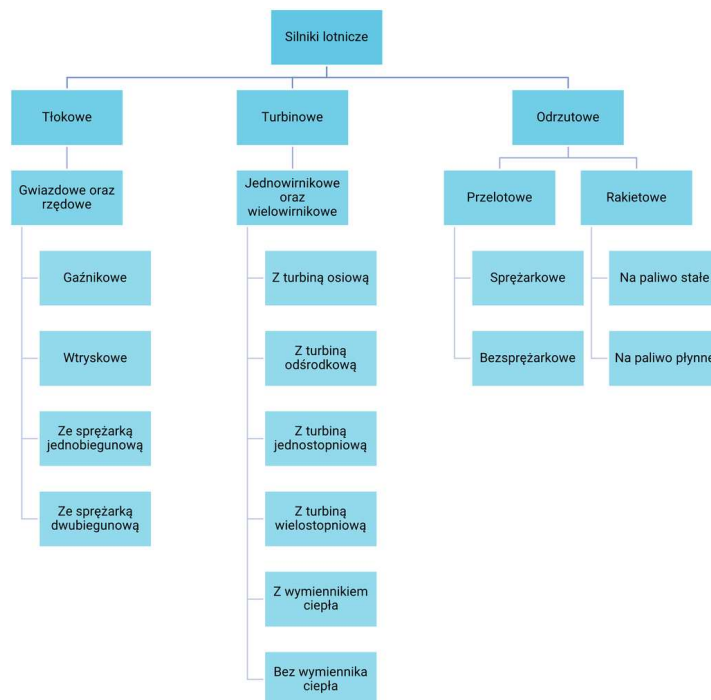 Silniki lotnicze
Tłokowe
Turbinowe
Odrzutowe
Gwiazdowe oraz
rzędowe
Jednowirnikowe
oraz
wielowirnikowe
Przelotowe
Rakietowe
Gaźnikowe
Z turbiną osiową
Sprężarkowe
Na paliwo stałe
Wtryskowe
Z turbiną
odśrodkową
Bezsprężarkowe
Na paliwo płynne
Ze sprężarką
jednobiegunową
Z turbiną
jednostopniową
Ze sprężarką
dwubiegunową
Z turbiną
wielostopniową
Z wymiennikiem
ciepła
Bez wymiennika
ciepła